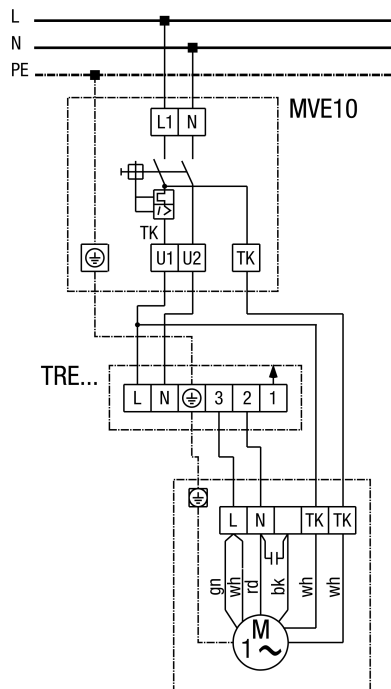 L
N
PE
MVE10
L1 N
I>
TK
U1 U2 TK
TRE...
L N 3 2 1
L N TK TK
gn wh rd bk wh wh
M
1 ~